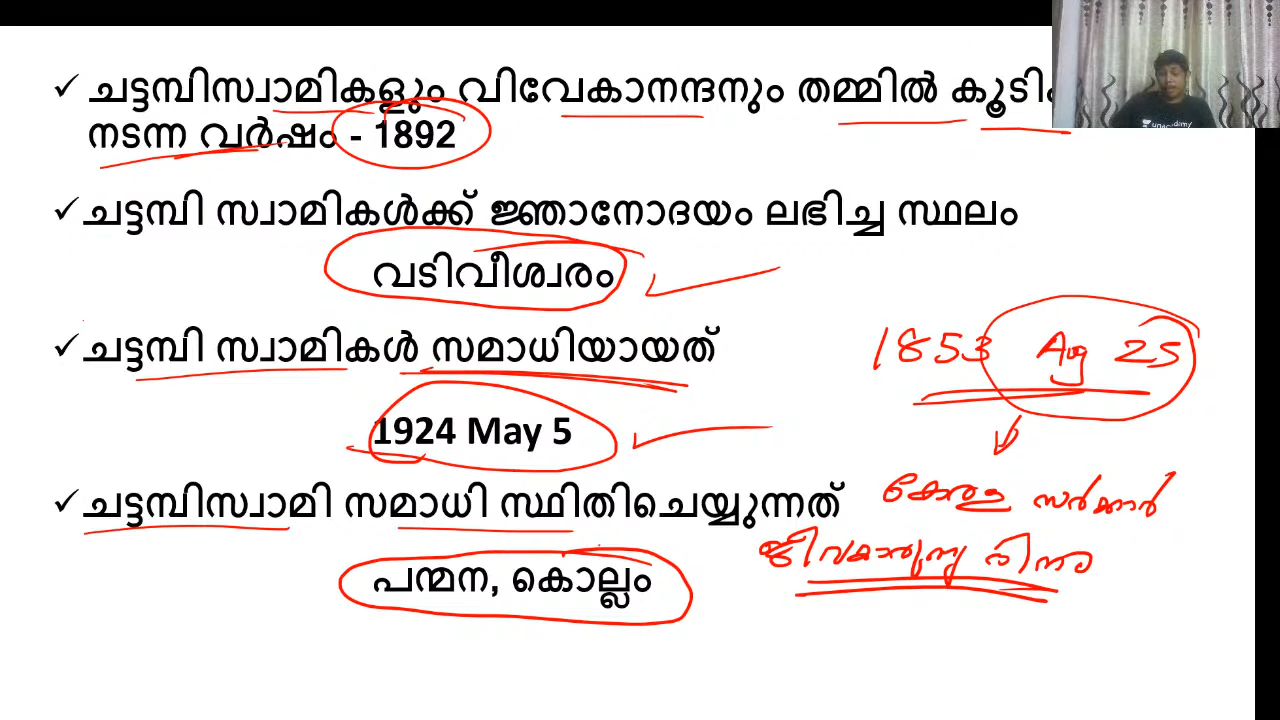 ✓ ചട്ടമ്പിസ്വാമികളും വിവേകാനന്ദനും തമ്മിൽ
നടന്ന വർഷം - 1892
✓ ചട്ടമ്പി സ്വാമികൾക്ക് ജ്ഞാനോദയം ലഭിച്ച സ്ഥലം
വടിവീശ്വരം
✓ ചട്ടമ്പി സ്വാമികൾ സമാധിയായത്
1853 Aug 25
1924 May 5
✓ ചട്ടമ്പിസ്വാമി സമാധി സ്ഥിതിചെയ്യുന്നത്
കേരള സർക്കാർ
പന്മന, കൊല്ലം
unacademy